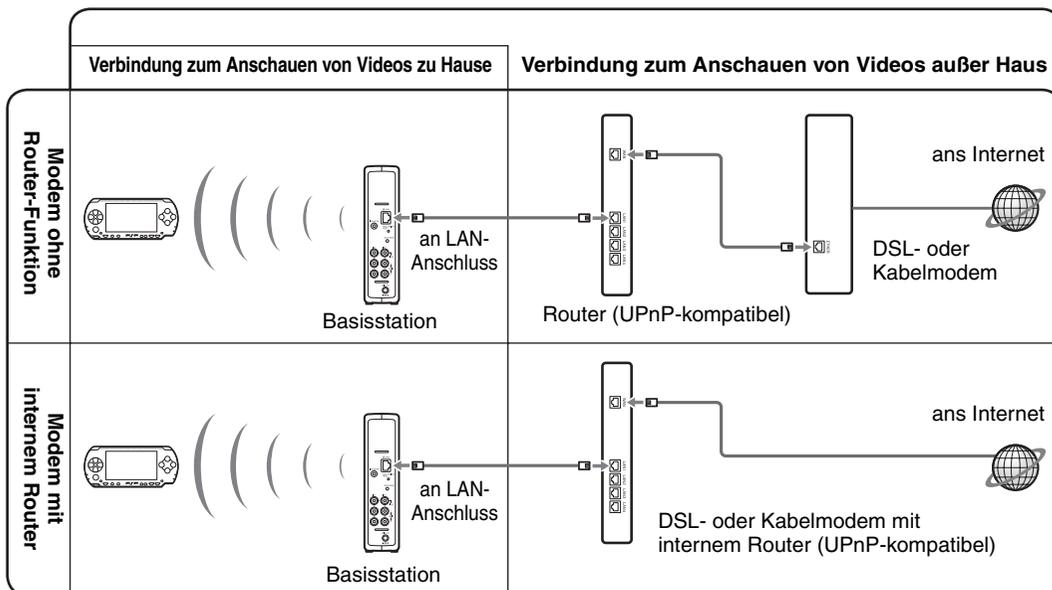 Verbindung zum Anschauen von Videos zu Hause
Verbindung zum Anschauen von Videos außer Haus
Modem ohne
Router-Funktion
an LAN-
Anschluss
Basisstation
Router (UPnP-kompatibel)
DSL- oder
Kabelmodem
ans Internet
Modem mit
internem Router
an LAN-
Anschluss
Basisstation
DSL- oder Kabelmodem mit
internem Router (UPnP-kompatibel)
ans Internet